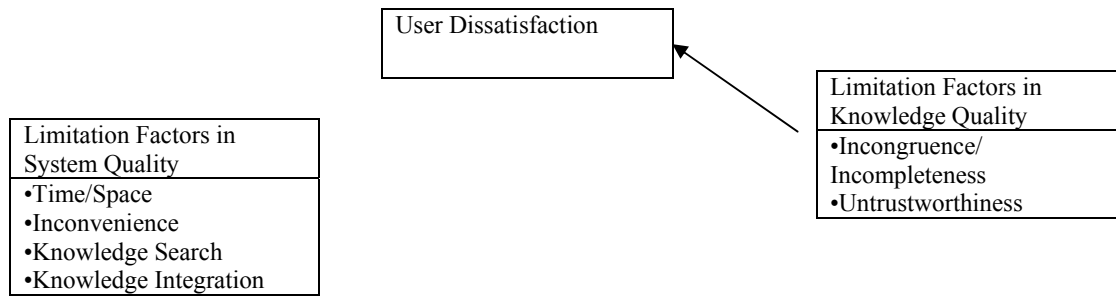 User Dissatisfaction
Limitation Factors in
System Quality
•Time/Space
•Inconvenience
•Knowledge Search
•Knowledge Integration
Limitation Factors in
Knowledge Quality
•Incongruence/
Incompleteness
•Untrustworthiness